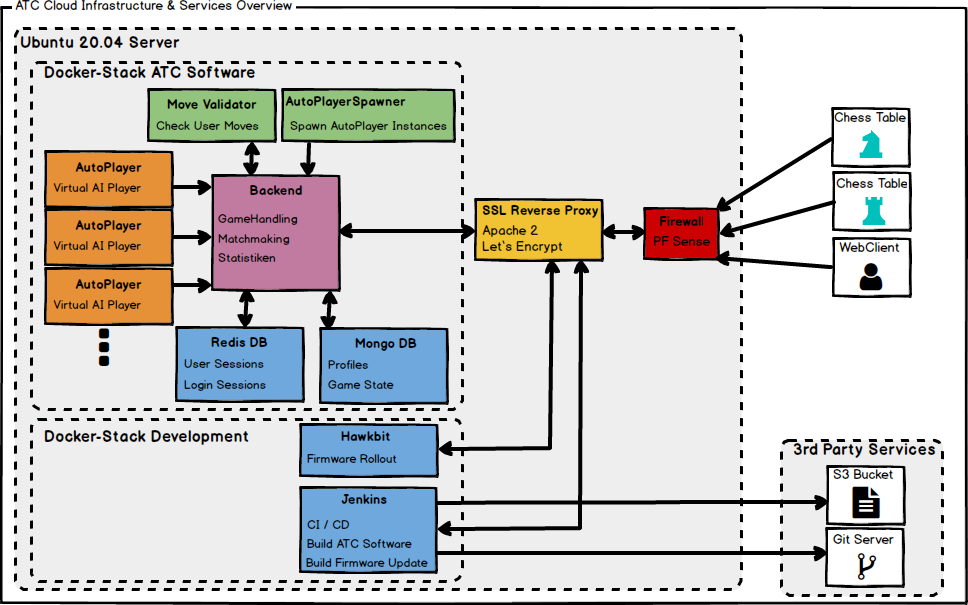 ATC Cloud Infrastructure & Services Overview
Ubuntu 20.04 Server
Docker-Stack ATC Software
Move Validator
Check User Moves
AutoPlayerSpawner
Spawn AutoPlayer Instances
AutoPlayer
Virtual AI Player
AutoPlayer
Virtual AI Player
AutoPlayer
Virtual AI Player
Backend
GameHandling
Matchmaking
Statistiken
Redis DB
User Sessions
Login Sessions
Mongo DB
Profiles
Game State
SSL Reverse Proxy
Apache 2
Let`s Encrypt
Firewall
PF Sense
Chess Table
Chess Table
WebClient
Docker-Stack Development
Hawkbit
Firmware Rollout
Jenkins
CI / CD
Build ATC Software
Build Firmware Update
3rd Party Services
S3 Bucket
Git Server